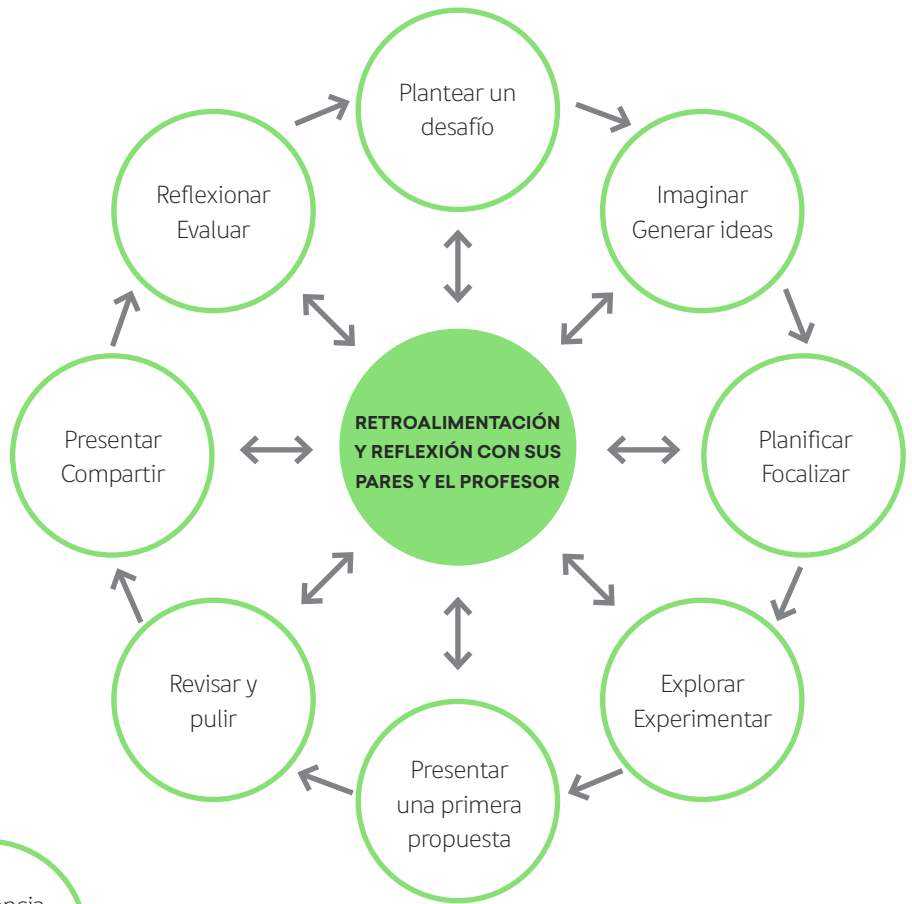 Plantear un
desafío
Imaginar
Generar ideas
Planificar
Focalizar
Explorar
Experimentar
Presentar
una primera
propuesta
Revisar y
pulir
Presentar
Compartir
Reflexionar
Evaluar
RETROALIMENTACIÓN
Y REFLEXIÓN CON SUS
PARES Y EL PROFESOR